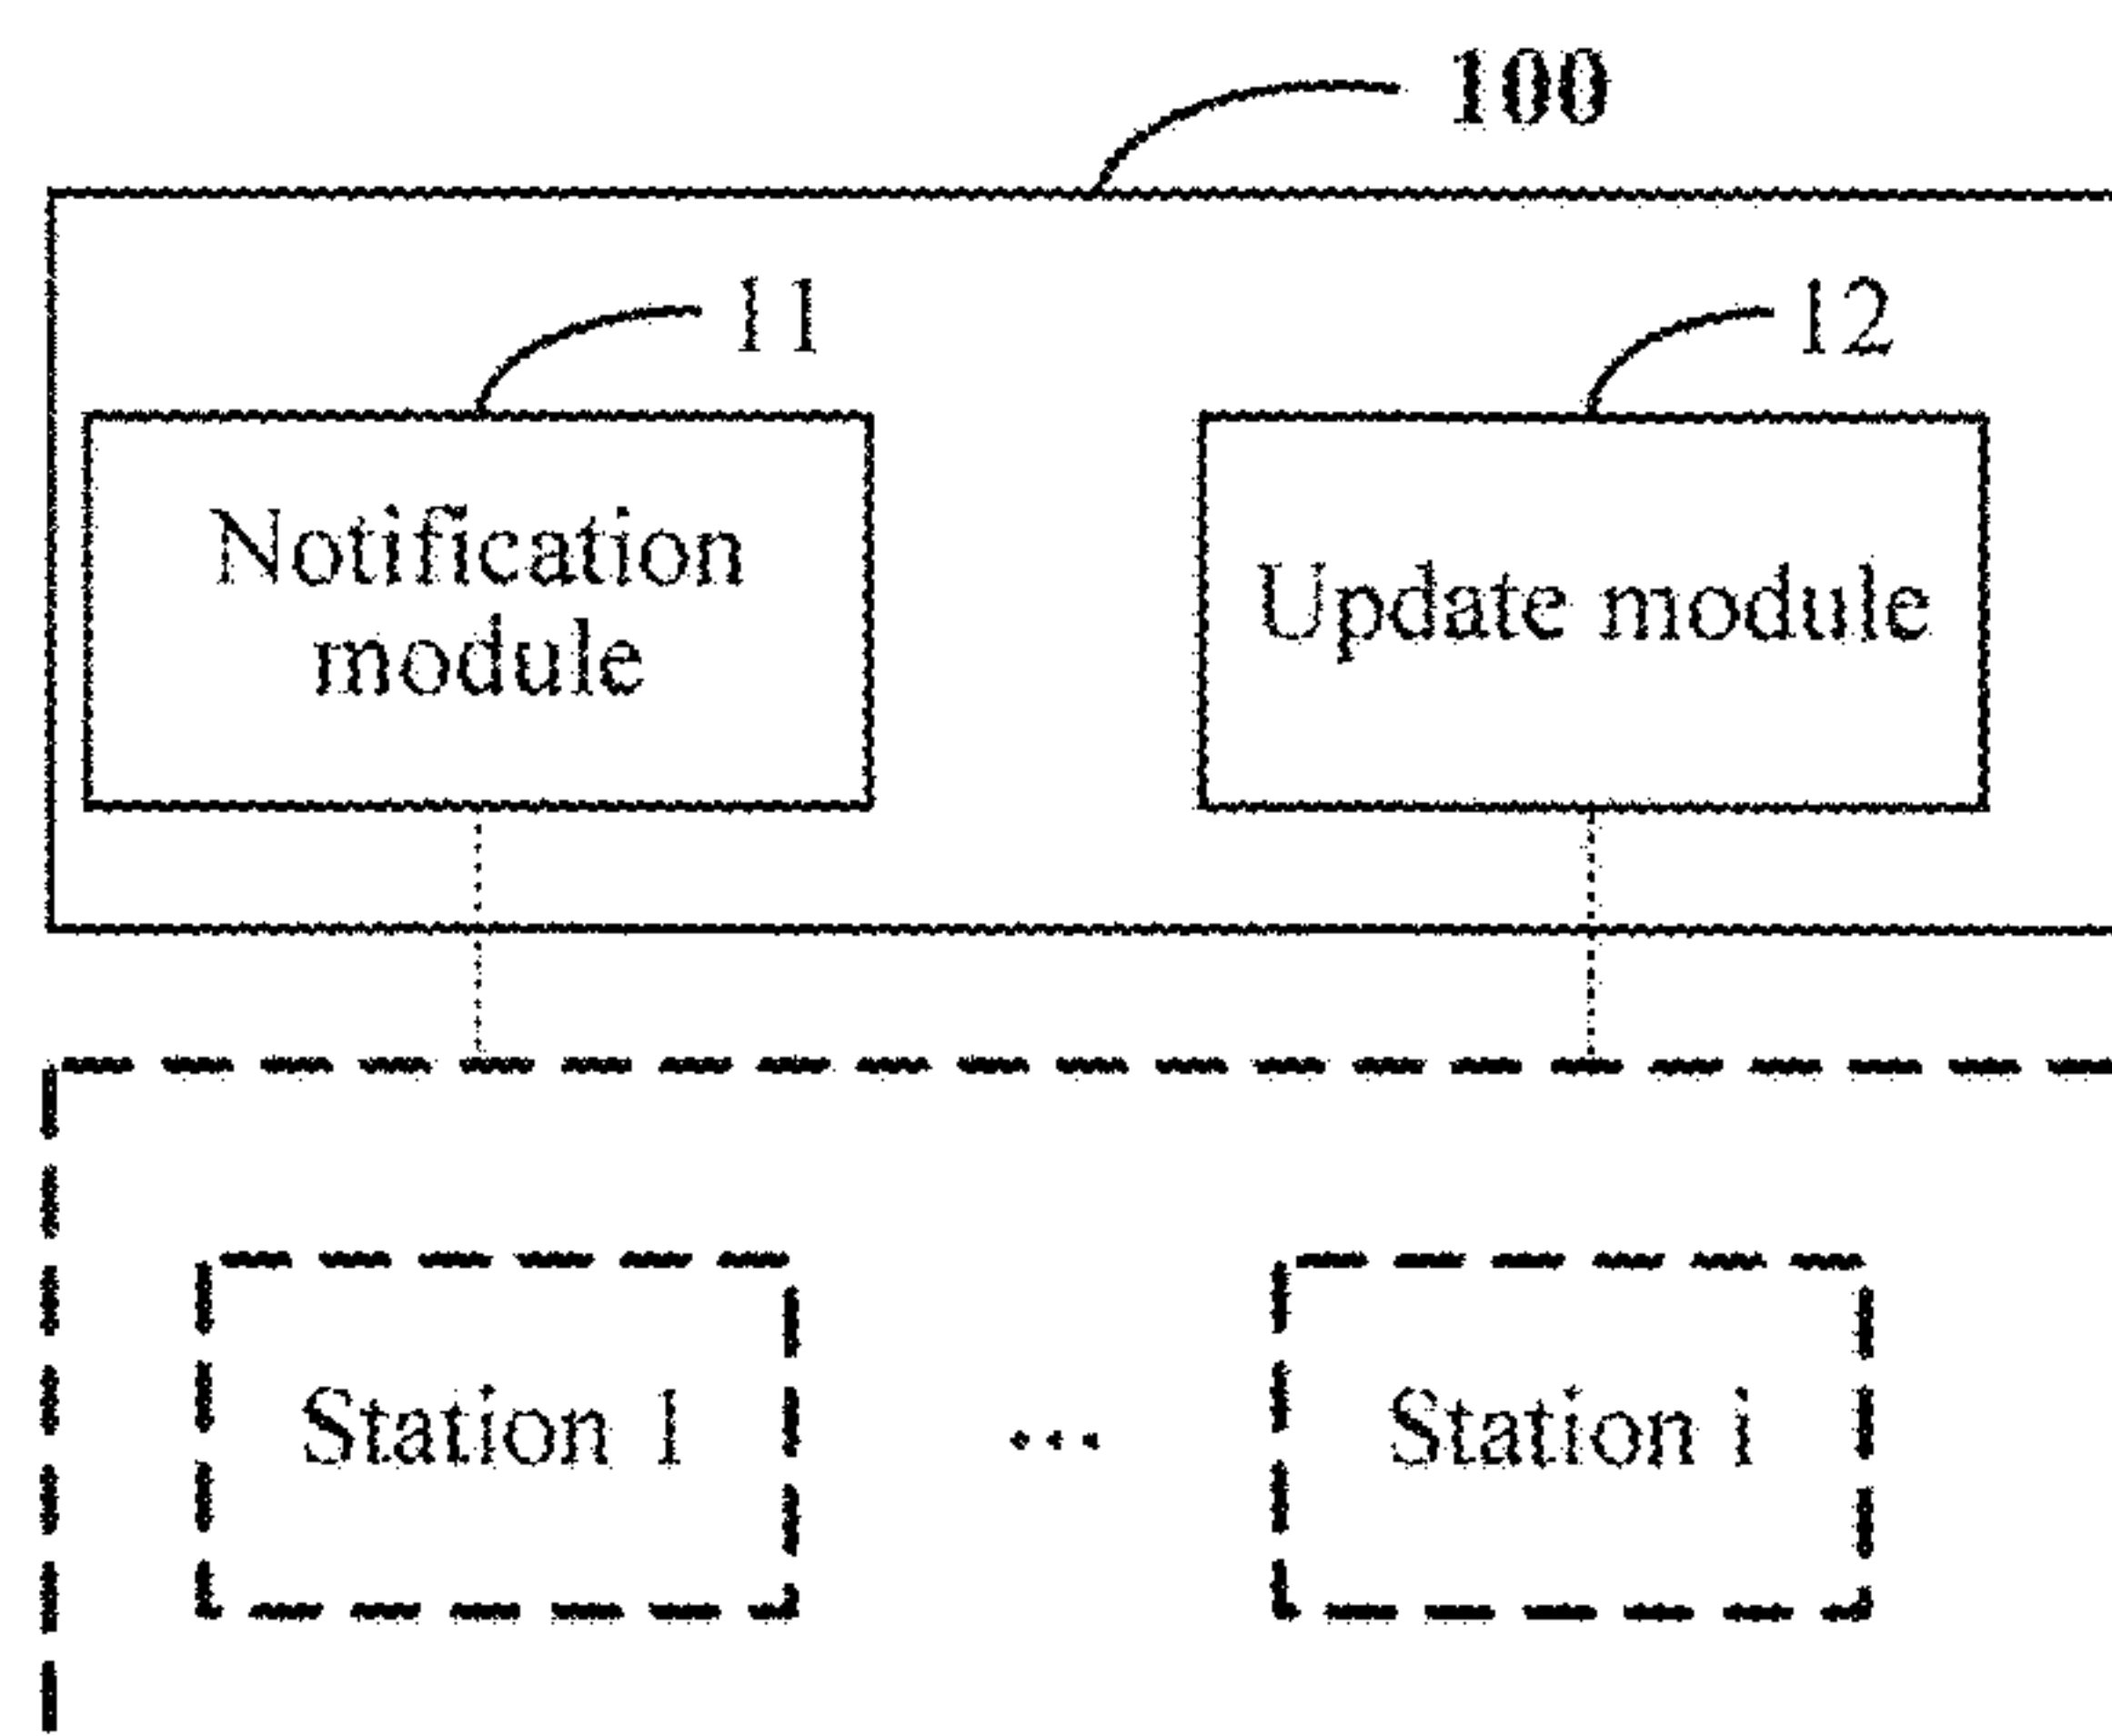 100
11
12
Notification
module
Update module
Station 1
...
Station i